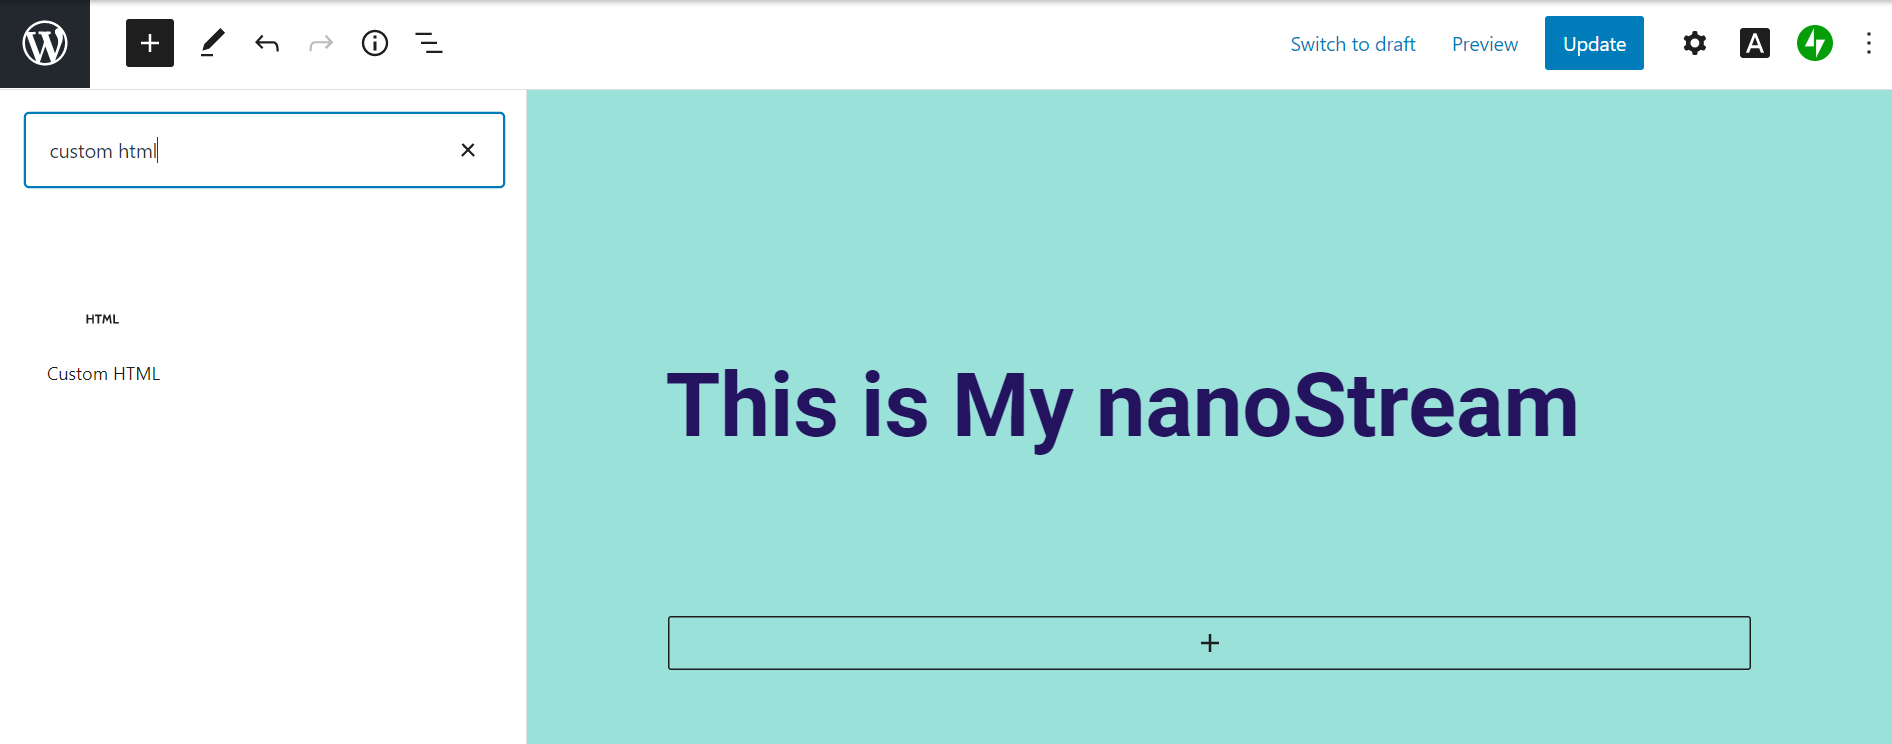 Switch to draft Preview Update
custom html
HTML
Custom HTML
This is My nanoStream